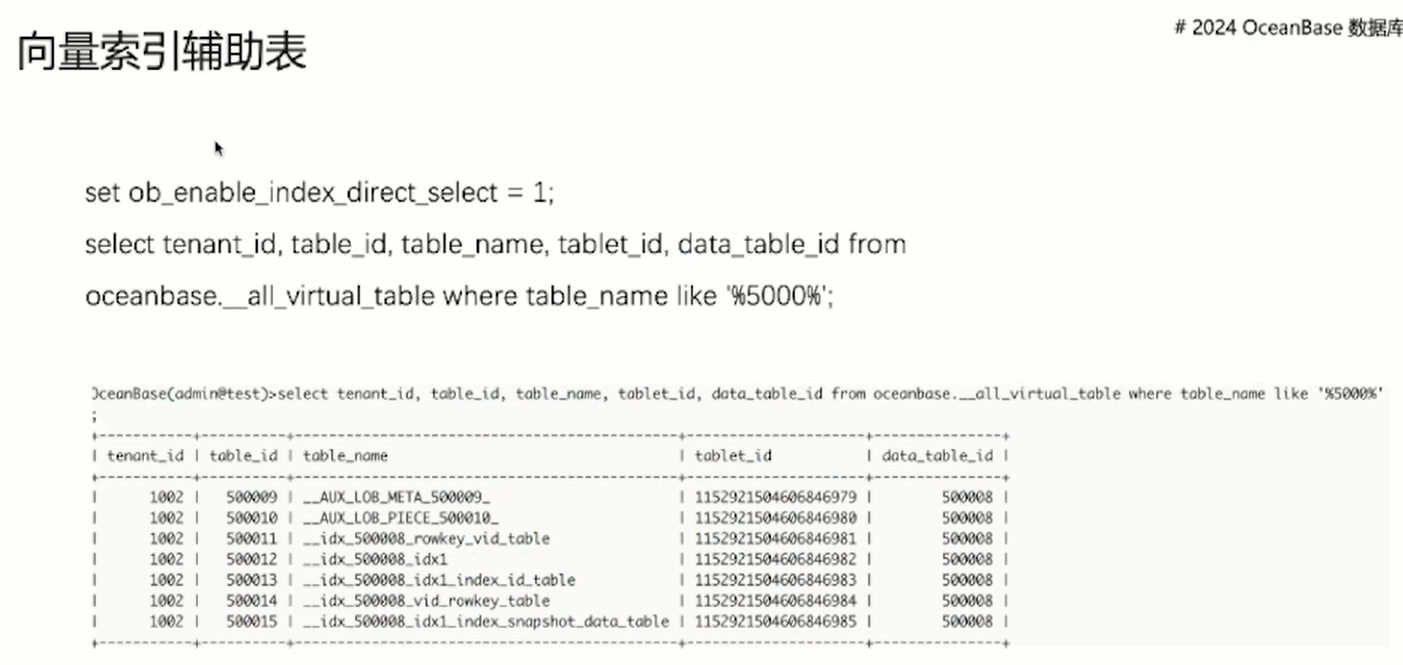 向量索引辅助表
# 2024 OceanBase 数据库
set ob_enable_index_direct_select = 1;
select tenant_id, table_id, table_name, tablet_id, data_table_id from
oceanbase.__all_virtual_table where table_name like '%5000%';
OceanBase(admin@test)>select tenant_id, table_id, table_name, tablet_id, data_table_id from oceanbase.__all_virtual_table where table_name like '%5000%'
;
+-----------+----------+------------------------------------------+---------------------+---------------+
| tenant_id | table_id | table_name | tablet_id | data_table_id |
+-----------+----------+------------------------------------------+---------------------+---------------+
| 1002 | 500009 | __AUX_LOB_META_500009_ | 1152921504606846979 | 500008 |
| 1002 | 500010 | __AUX_LOB_PIECE_500010_ | 1152921504606846980 | 500008 |
| 1002 | 500011 | __idx_500008_rowkey_vid_table | 1152921504606846981 | 500008 |
| 1002 | 500012 | __idx_500008_idx1 | 1152921504606846982 | 500008 |
| 1002 | 500013 | __idx_500008_idx1_index_id_table | 1152921504606846983 | 500008 |
| 1002 | 500014 | __idx_500008_vid_rowkey_table | 1152921504606846984 | 500008 |
| 1002 | 500015 | __idx_500008_idx1_index_snapshot_data_table | 1152921504606846985 | 500008 |
+-----------+----------+------------------------------------------+---------------------+---------------+